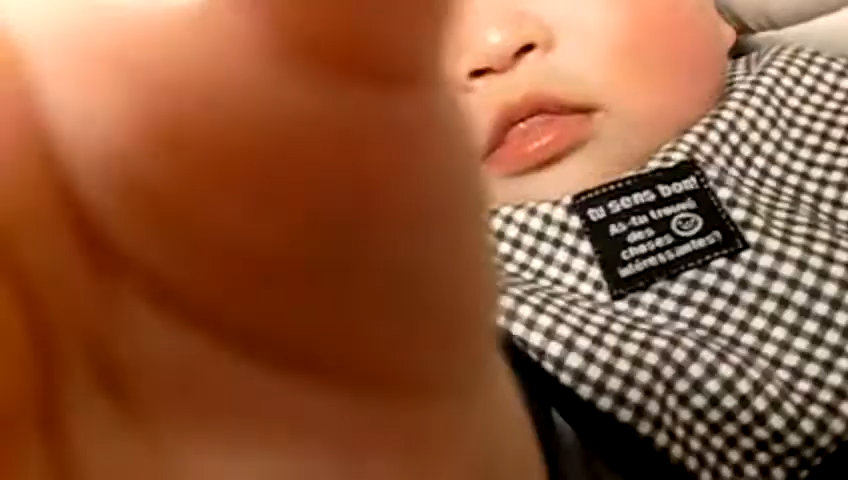 tu sens bon!
As-tu trouvé
des
choses
intéressantes?